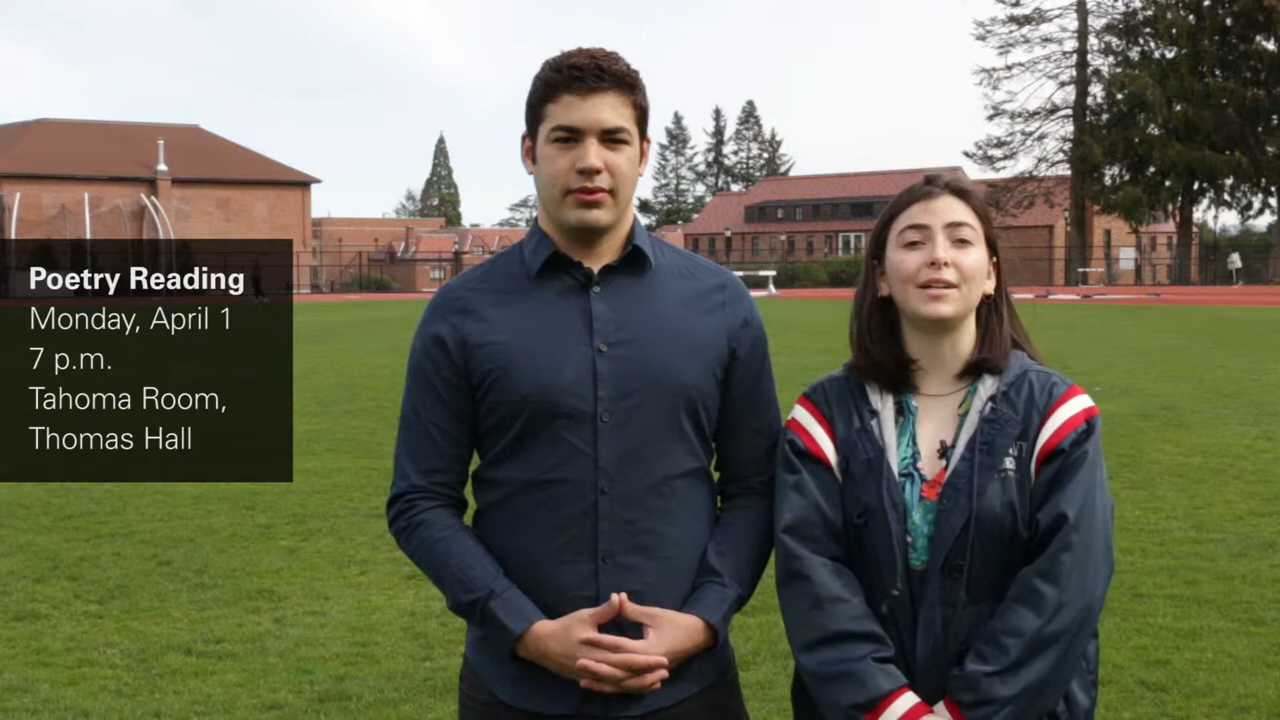 Poetry Reading
Monday, April 1
7 p.m.
Tahoma Room,
Thomas Hall